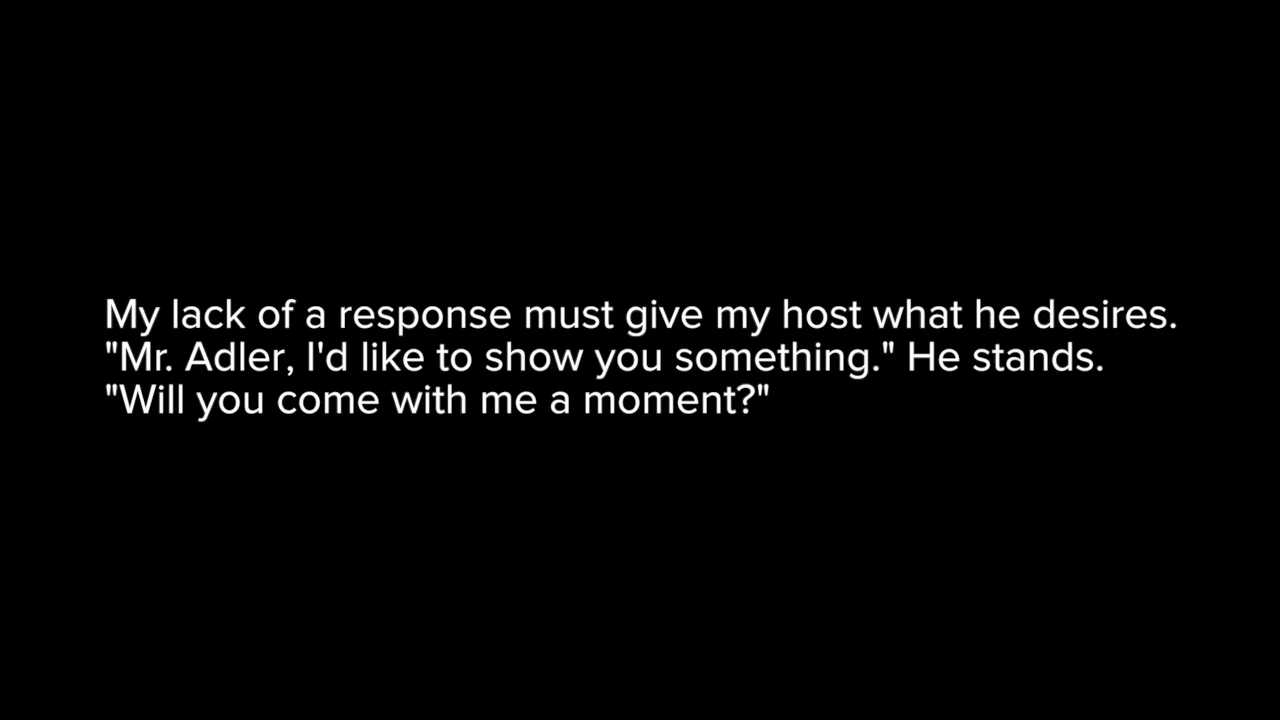 My lack of a response must give my host what he desires.
"Mr. Adler, I'd like to show you something." He stands.
"Will you come with me a moment?"